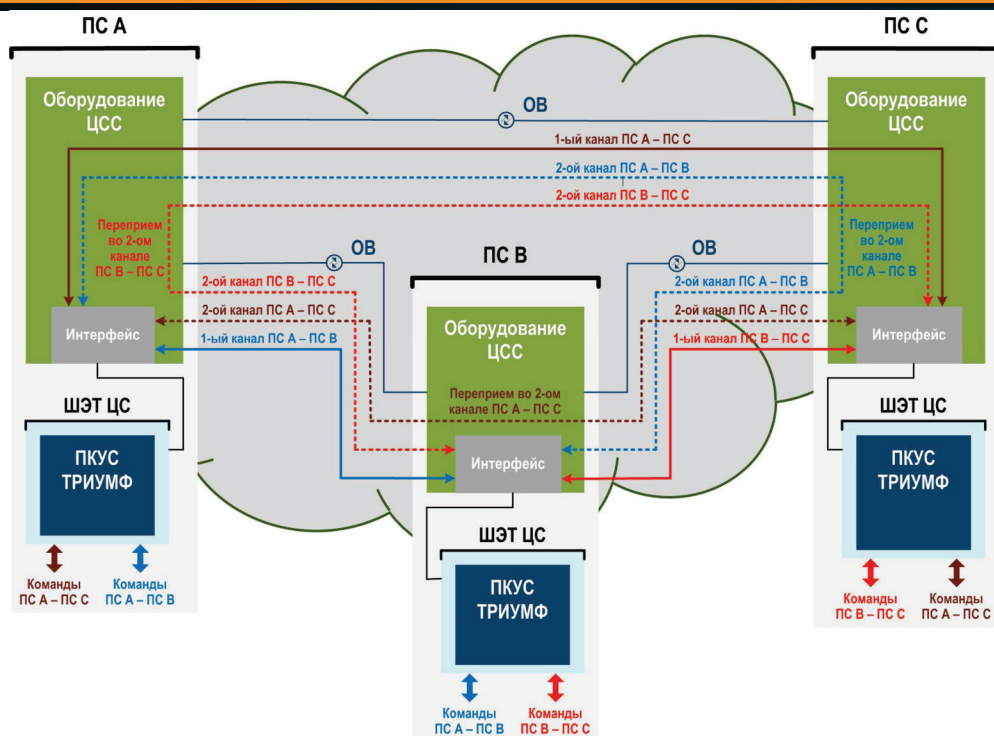 ПС А
ПС С
Оборудование
ЦСС
Оборудование
ЦСС
ОВ
1-ый канал ПС А – ПС С
2-ой канал ПС А – ПС В
2-ой канал ПС В – ПС С
Переприем
во 2-ом
канале
ПС В – ПС С
Переприем
во 2-ом
канале
ПС А – ПС В
ОВ
ПС В
ОВ
2-ой канал ПС В – ПС С
2-ой канал ПС А – ПС В
2-ой канал ПС А – ПС С
2-ой канал ПС А – ПС С
Интерфейс
1-ый канал ПС А – ПС В
Оборудование
ЦСС
1-ый канал ПС В – ПС С
Интерфейс
Переприем во 2-ом
канале ПС А – ПС С
ШЭТ ЦС
ШЭТ ЦС
Интерфейс
ПКУС
ТРИУМФ
ПКУС
ТРИУМФ
ШЭТ ЦС
ПКУС
ТРИУМФ
Команды
ПС А – ПС С
Команды
ПС А – ПС В
Команды
ПС В – ПС С
Команды
ПС А – ПС С
Команды
ПС А – ПС В
Команды
ПС В – ПС С